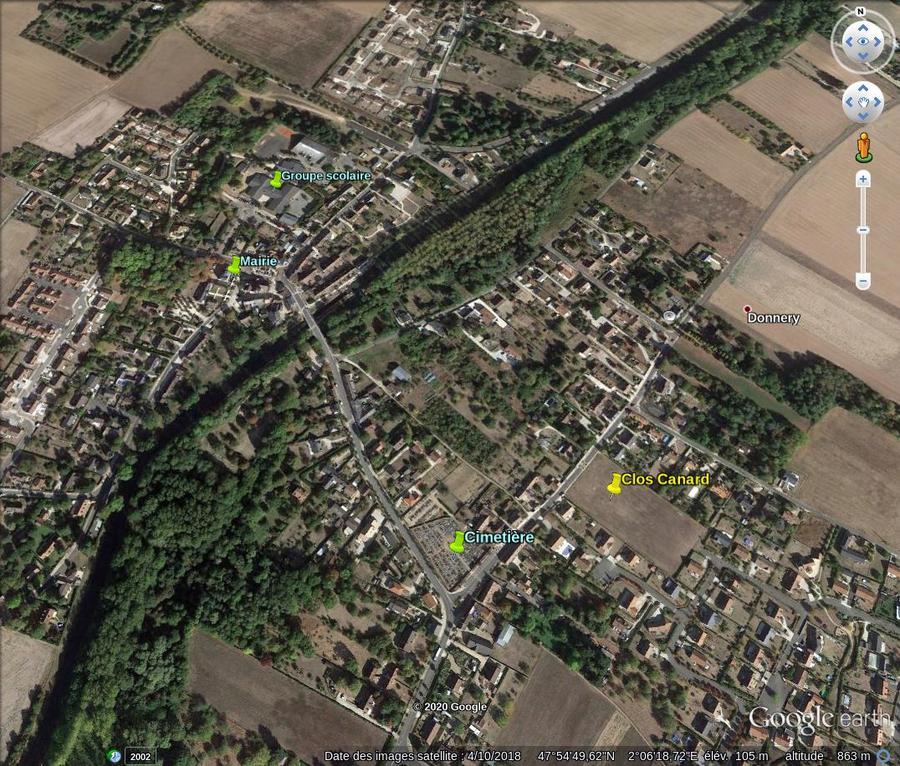 N
Groupe scolaire
Mairie
Donnery
Clos Canard
Cimetière
© 2020 Google
Google earth
2002
Date des images satellite : 4/10/2018 47°54'49,62"N 2°06'18,72"E élév. 105 m altitude 863 m